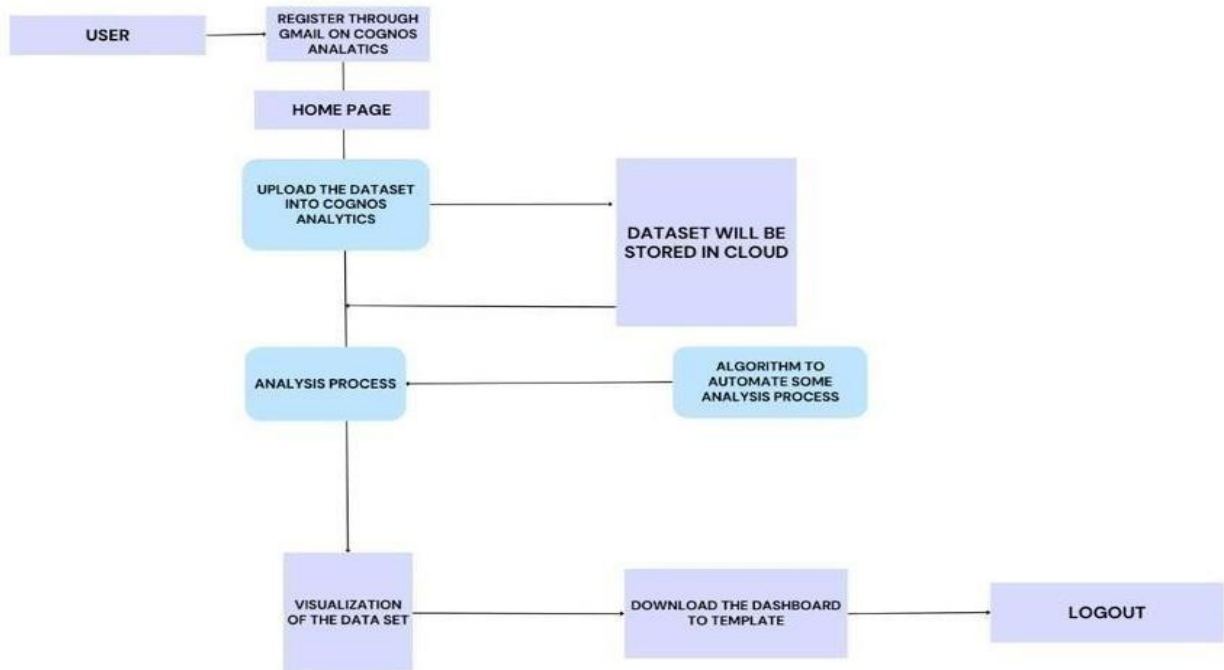 USER
REGISTER THROUGH
GMAIL ON COGNOS
ANALATICS
HOME PAGE
UPLOAD THE DATASET
INTO COGNOS
ANALYTICS
DATASET WILL BE
STORED IN CLOUD
ANALYSIS PROCESS
ALGORITHM TO
AUTOMATE SOME
ANALYSIS PROCESS
VISUALIZATION
OF THE DATA SET
DOWNLOAD THE DASHBOARD
TO TEMPLATE
LOGOUT